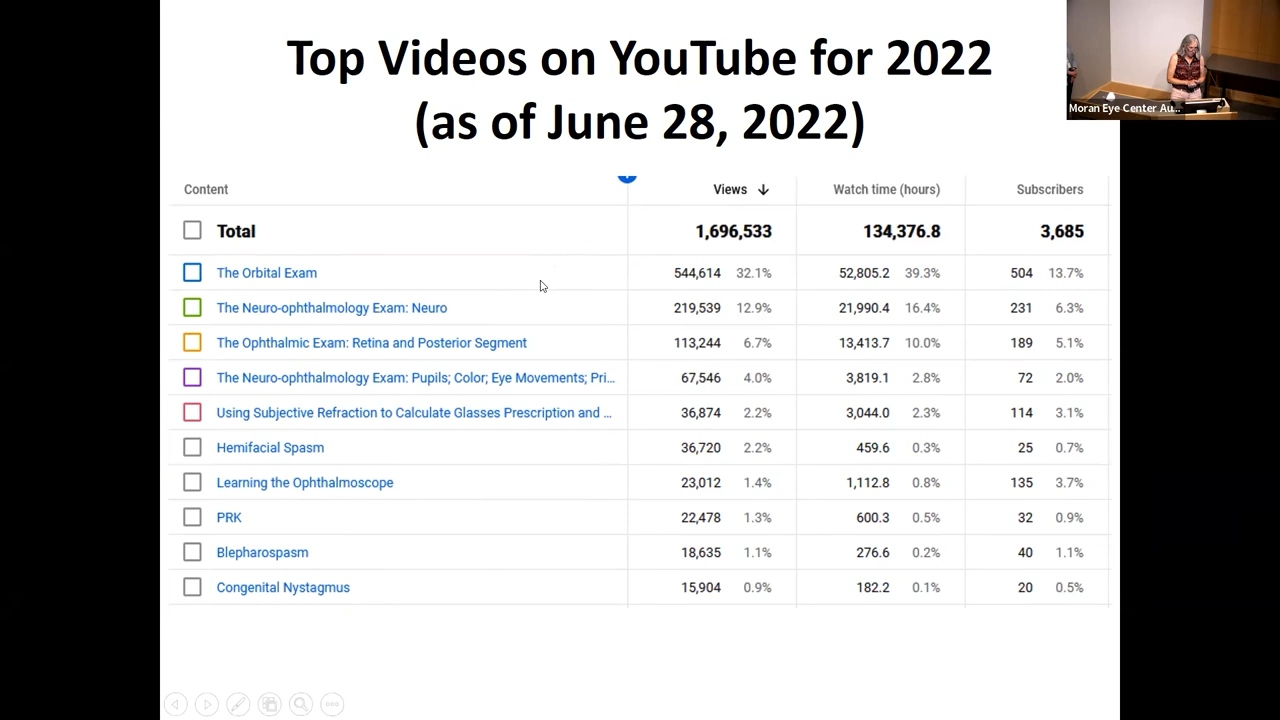 Top Videos on YouTube for 2022
(as of June 28, 2022)
Moran Eye Center Au...
Content Views Watch time (hours) Subscribers
Total 1,696,533 134,376.8 3,685
The Orbital Exam 544,614 32.1% 52,805.2 39.3% 504 13.7%
The Neuro-ophthalmology Exam: Neuro 219,539 12.9% 21,990.4 16.4% 231 6.3%
The Ophthalmic Exam: Retina and Posterior Segment 113,244 6.7% 13,413.7 10.0% 189 5.1%
The Neuro-ophthalmology Exam: Pupils; Color; Eye Movements; Pri... 67,546 4.0% 3,819.1 2.8% 72 2.0%
Using Subjective Refraction to Calculate Glasses Prescription and ... 36,874 2.2% 3,044.0 2.3% 114 3.1%
Hemifacial Spasm 36,720 2.2% 459.6 0.3% 25 0.7%
Learning the Ophthalmoscope 23,012 1.4% 1,112.8 0.8% 135 3.7%
PRK 22,478 1.3% 600.3 0.5% 32 0.9%
Blepharospasm 18,635 1.1% 276.6 0.2% 40 1.1%
Congenital Nystagmus 15,904 0.9% 182.2 0.1% 20 0.5%